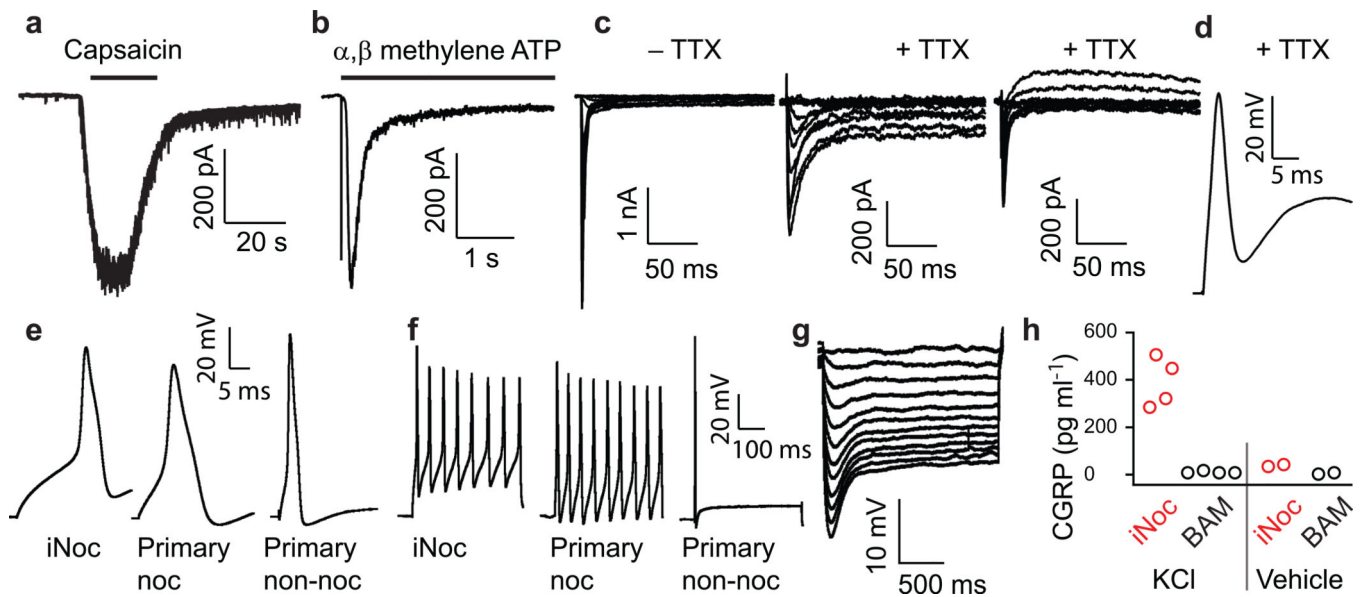 a
Capsaicin
200 pA
20 s
b
α,β methylene ATP
200 pA
1 s
c
– TTX
1 nA
50 ms
+ TTX
200 pA
50 ms
+ TTX
200 pA
50 ms
d
+ TTX
20 mV
5 ms
e
20 mV
5 ms
iNoc
Primary
noc
Primary
non-noc
f
20 mV
100 ms
iNoc
Primary
noc
Primary
non-noc
g
10 mV
500 ms
h
CGRP (pg ml⁻¹)
600
400
200
0
iNoc
BAM
iNoc
BAM
KCl
Vehicle